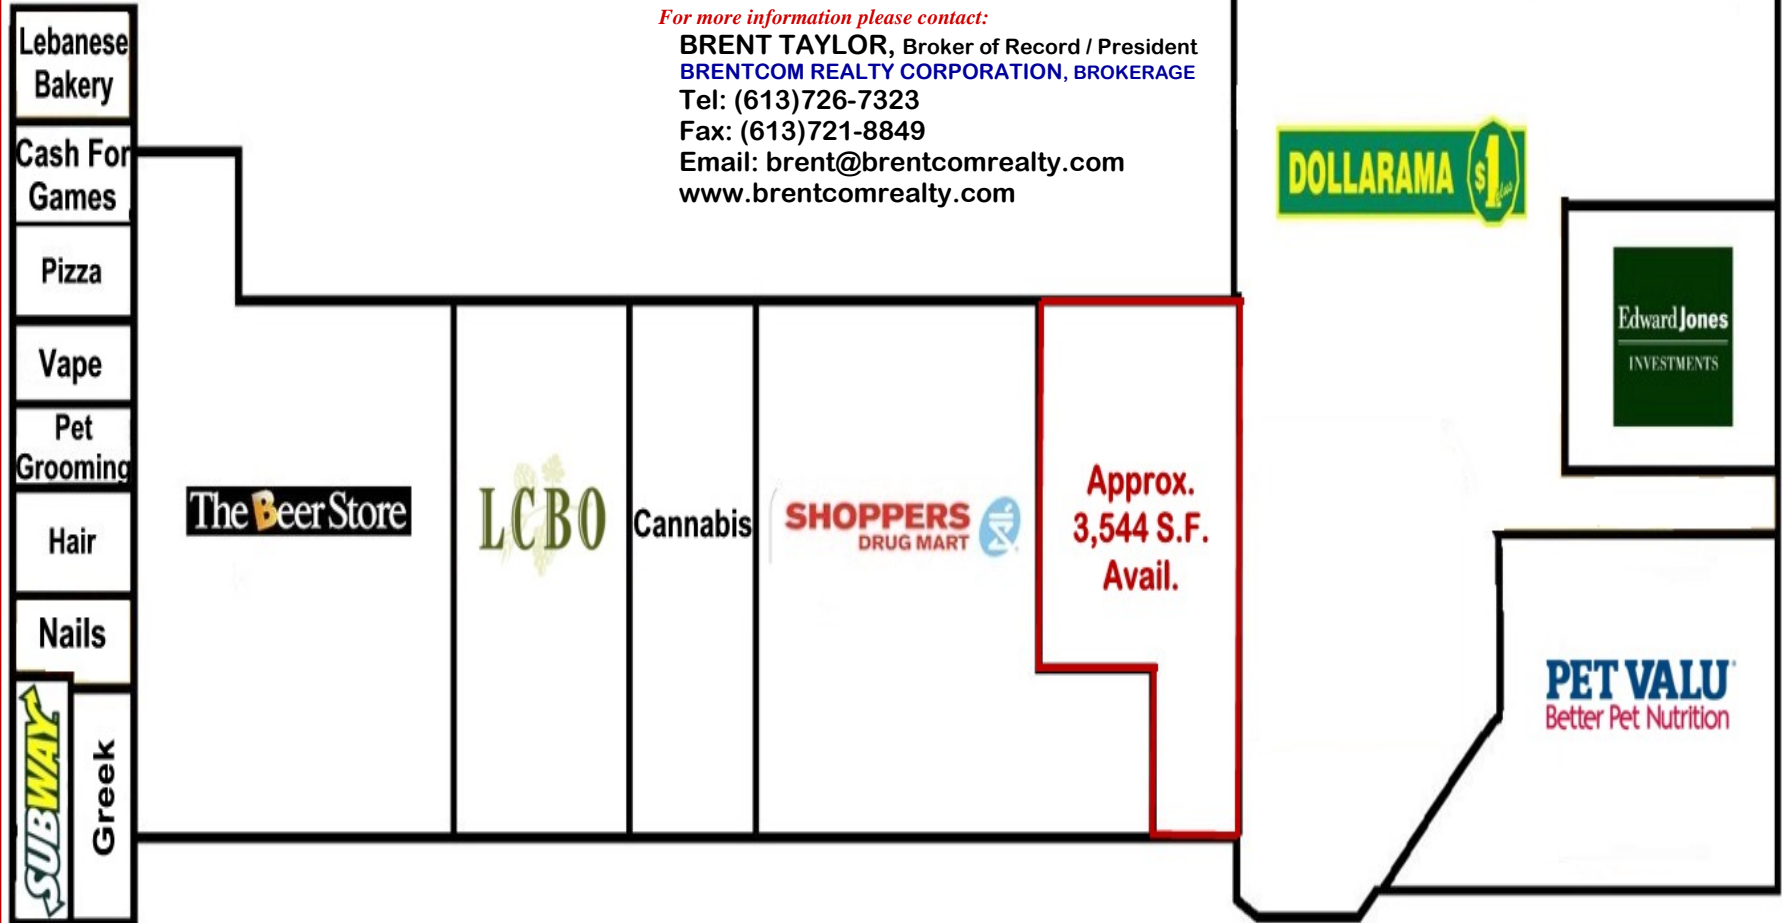 For more information please contact:
BRENT TAYLOR, Broker of Record / President
BRENTCOM REALTY CORPORATION, BROKERAGE
Tel: (613)726-7323
Fax: (613)721-8849
Email: brent@brentcomrealty.com
www.brentcomrealty.com
Lebanese
Bakery
Cash For
Games
Pizza
Vape
Pet
Grooming
Hair
Nails
SUBWAY
Greek
The Beer Store
LCBO
Cannabis
SHOPPERS
DRUG MART
Approx.
3,544 S.F.
Avail.
DOLLARAMA $1 plus
Edward Jones
INVESTMENTS
PET VALU
Better Pet Nutrition